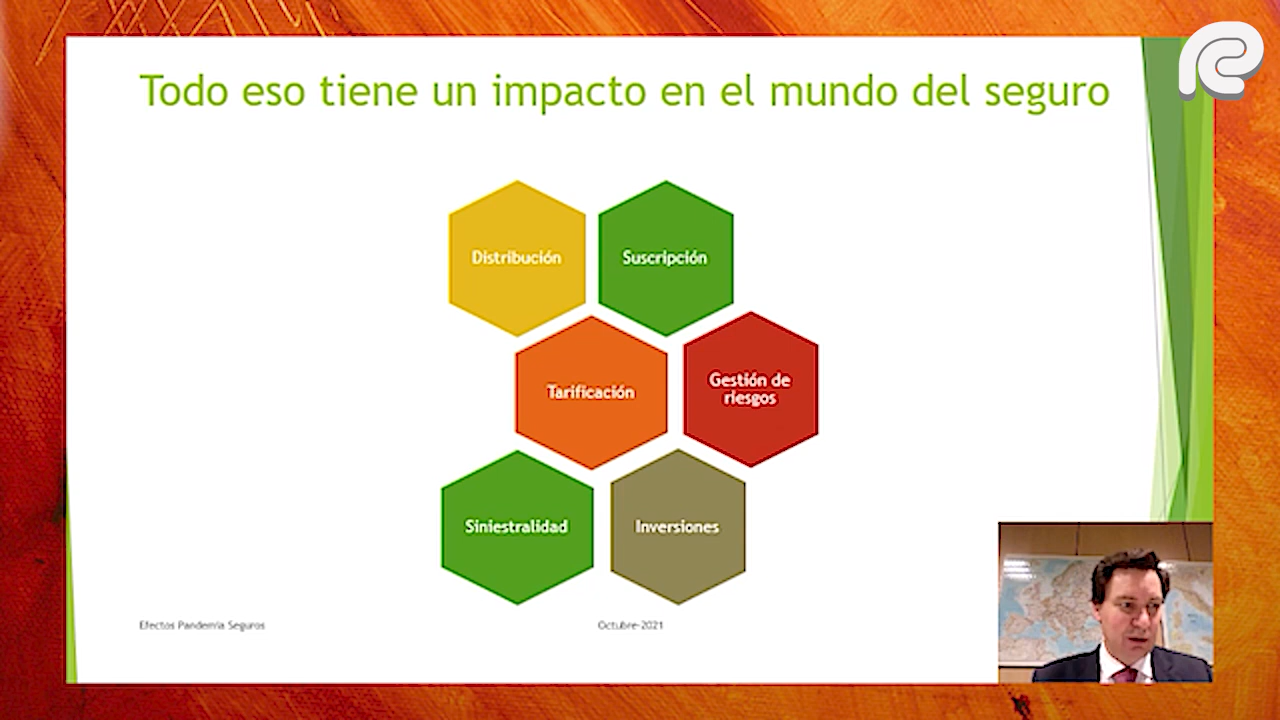 Todo eso tiene un impacto en el mundo del seguro
Distribución
Suscripción
Tarificación
Gestión de
riesgos
Siniestralidad
Inversiones
Efectos Pandemia Seguros
Octubre-2021